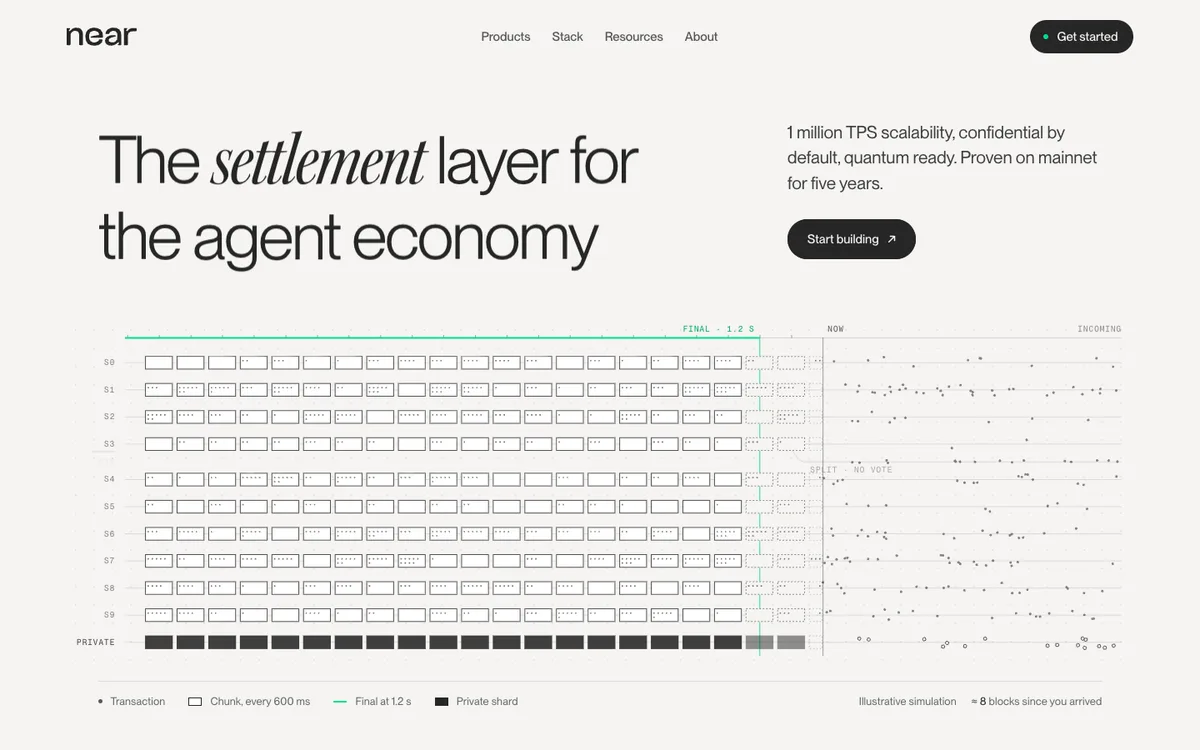 near
Products
Stack
Resources
About
Get started
The settlement layer for
the agent economy
1 million TPS scalability, confidential by
default, quantum ready. Proven on mainnet
for five years.
Start building
FINAL · 1.2 S
NOW
INCOMING
S0
S1
S2
S3
SPLIT · NO VOTE
S4
S5
S6
S7
S8
S9
PRIVATE
Transaction
Chunk, every 600 ms
Final at 1.2 s
Private shard
Illustrative simulation
≈ 8 blocks since you arrived